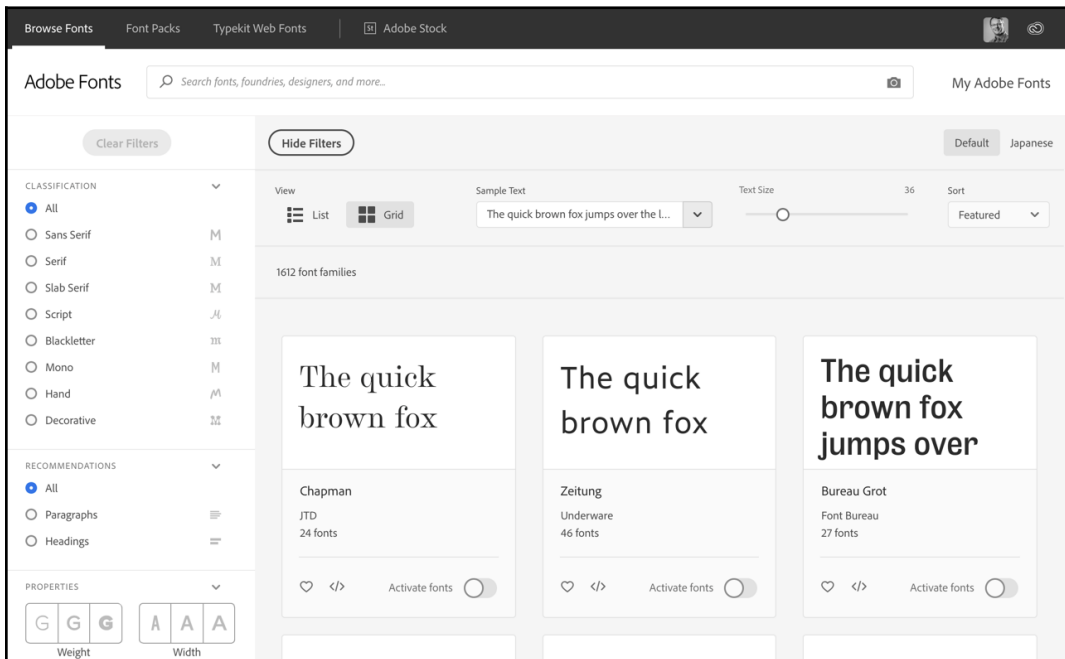 Browse Fonts Font Packs Typekit Web Fonts St Adobe Stock
Adobe Fonts Search fonts, foundries, designers, and more... My Adobe Fonts
Clear Filters Hide Filters Default Japanese
CLASSIFICATION
All
Sans Serif M
Serif M
Slab Serif M
Script M
Blackletter m
Mono M
Hand M
Decorative M
RECOMMENDATIONS
All
Paragraphs
Headings
PROPERTIES
G G G A A A
Weight Width
View Sample Text Text Size 36 Sort
List Grid The quick brown fox jumps over the l... Featured
1612 font families
The quick
brown fox
Chapman
JTD
24 fonts
</> Activate fonts
The quick
brown fox
Zeitung
Underware
46 fonts
</> Activate fonts
The quick
brown fox
jumps over
Bureau Grot
Font Bureau
27 fonts
</> Activate fonts